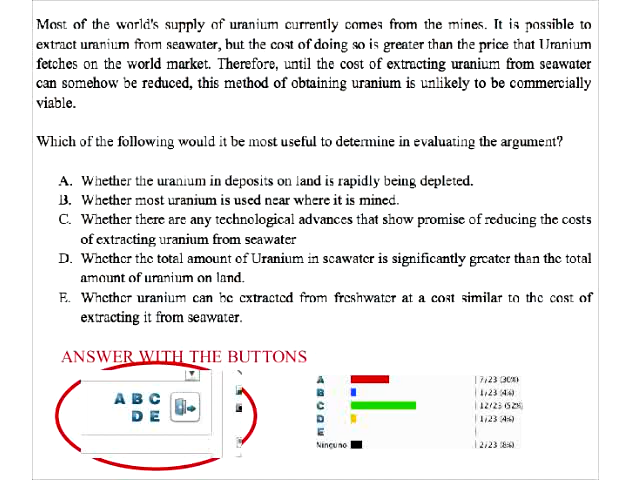 Most of the world's supply of uranium currently comes from the mines. It is possible to
extract uranium from seawater, but the cost of doing so is greater than the price that Uranium
fetches on the world market. Therefore, until the cost of extracting uranium from seawater
can somehow be reduced, this method of obtaining uranium is unlikely to be commercially
viable.
Which of the following would it be most useful to determine in evaluating the argument?
A. Whether the uranium in deposits on land is rapidly being depleted.
B. Whether most uranium is used near where it is mined.
C. Whether there are any technological advances that show promise of reducing the costs
of extracting uranium from seawater
D. Whether the total amount of Uranium in seawater is significantly greater than the total
amount of uranium on land.
E. Whether uranium can be extracted from freshwater at a cost similar to the cost of
extracting it from seawater.
ANSWER WITH THE BUTTONS
A B C
D E
A 7/23 (30%)
B 1/23 (4%)
C 12/23 (52%)
D 1/23 (4%)
E
Ninguno 2/23 (8%)